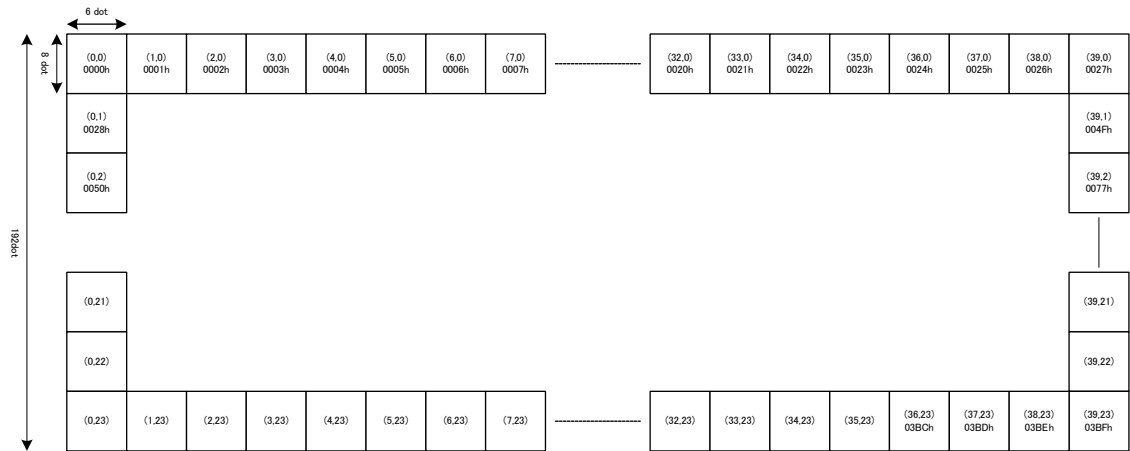 6 dot
8 dot
192dot
(0,0) (1,0) (2,0) (3,0) (4,0) (5,0) (6,0) (7,0) (32,0) (33,0) (34,0) (35,0) (36,0) (37,0) (38,0) (39,0)
0000h 0001h 0002h 0003h 0004h 0005h 0006h 0007h 0020h 0021h 0022h 0023h 0024h 0025h 0026h 0027h
(0,1) (39,1)
0028h 004Fh
(0,2) (39,2)
0050h 0077h
(0,21) (39,21)
(0,22) (39,22)
(0,23) (1,23) (2,23) (3,23) (4,23) (5,23) (6,23) (7,23) (32,23) (33,23) (34,23) (35,23) (36,23) (37,23) (38,23) (39,23)
03BCh 03BDh 03BEh 03BFh